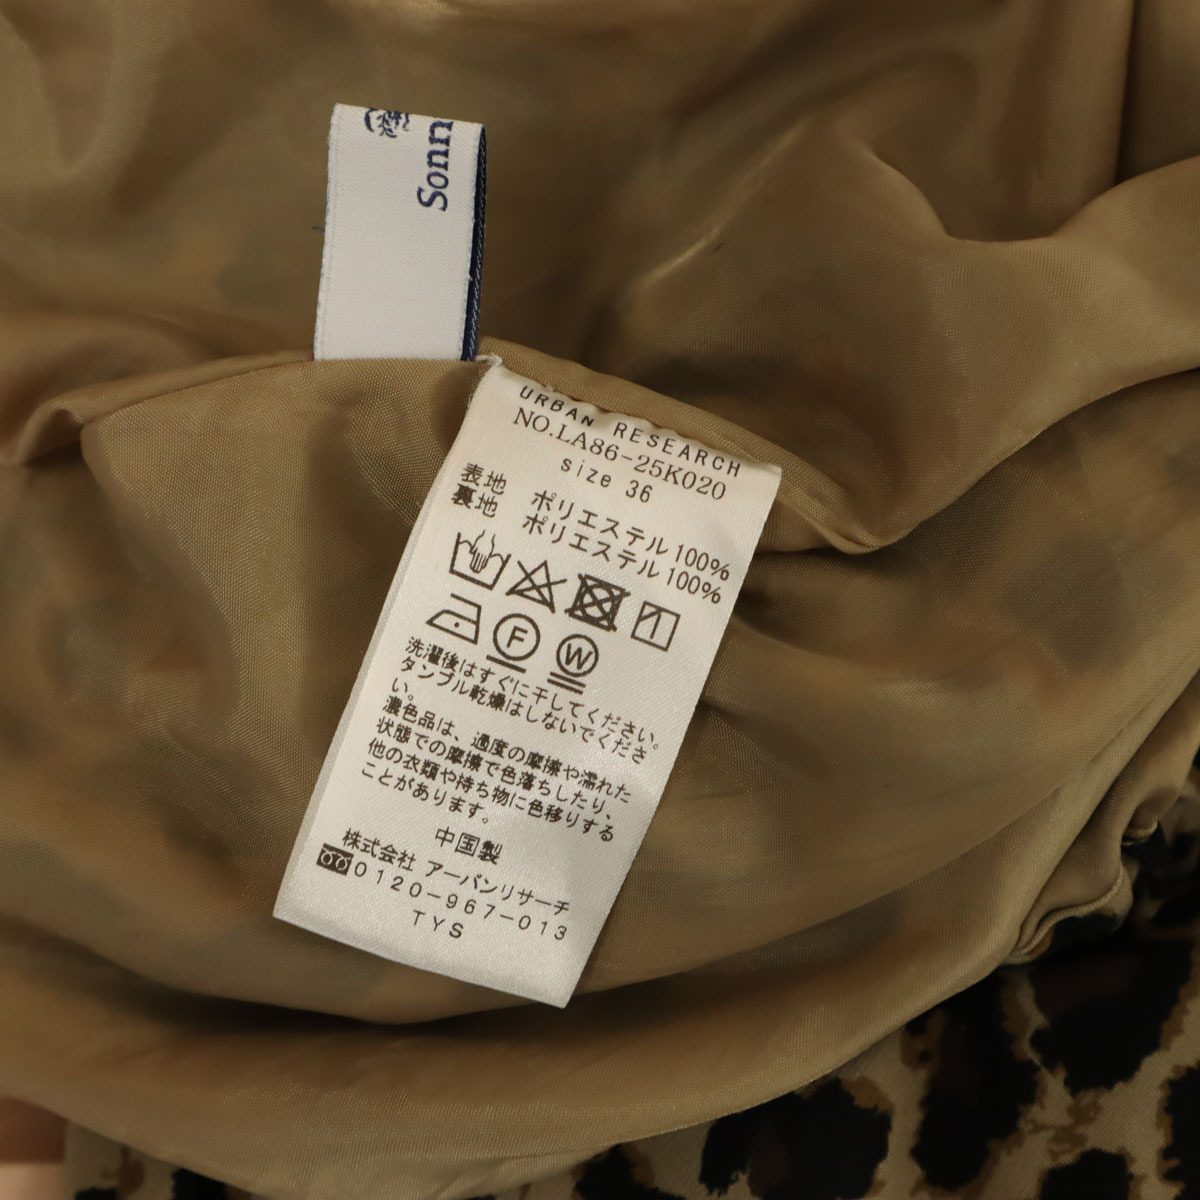 Sonn
URBAN RESEARCH
NO.LA86-25K020
size 36
表地 ポリエステル100%
裏地 ポリエステル100%
F
W
洗濯後はすぐに干してください。
タンブル乾燥はしないでくださ
い。
濃色品は、過度の摩擦や濡れた
状態での摩擦で色落ちしたり、
他の衣類や持ち物に色移りする
ことがあります。
中国製
株式会社 アーバンリサーチ
0120-967-013
TYS